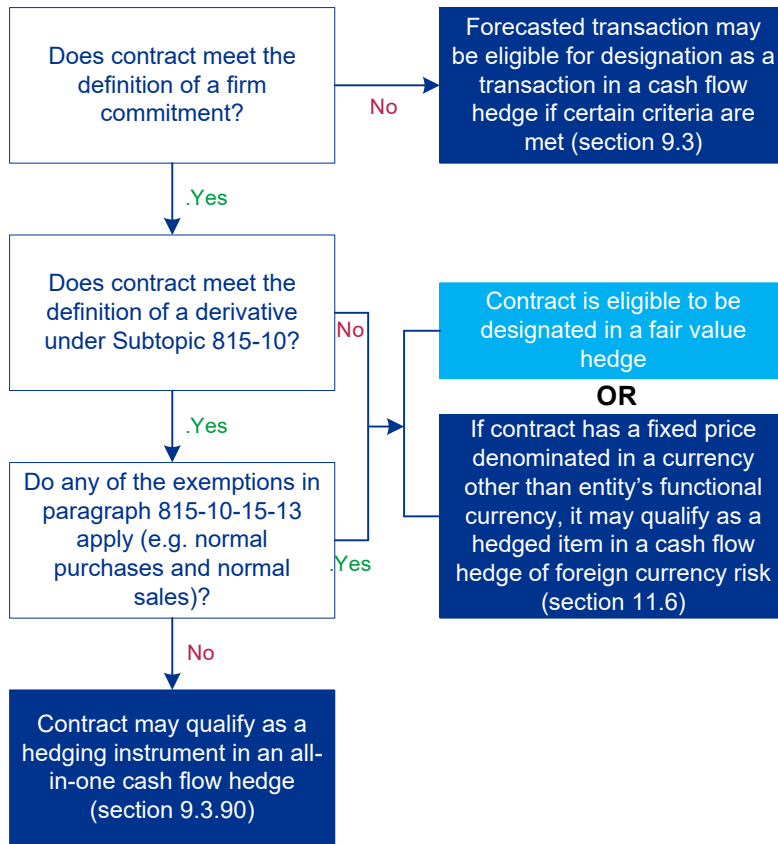 Does contract meet the
definition of a firm
commitment?
No
Forecasted transaction may
be eligible for designation as a
transaction in a cash flow
hedge if certain criteria are
met (section 9.3)
.Yes
Does contract meet the
definition of a derivative
under Subtopic 815-10?
No
Contract is eligible to be
designated in a fair value
hedge
OR
If contract has a fixed price
denominated in a currency
other than entity's functional
currency, it may qualify as a
hedged item in a cash flow
hedge of foreign currency risk
(section 11.6)
.Yes
Do any of the exemptions in
paragraph 815-10-15-13
apply (e.g. normal
purchases and normal
sales)?
.Yes
No
Contract may qualify as a
hedging instrument in an all-
in-one cash flow hedge
(section 9.3.90)